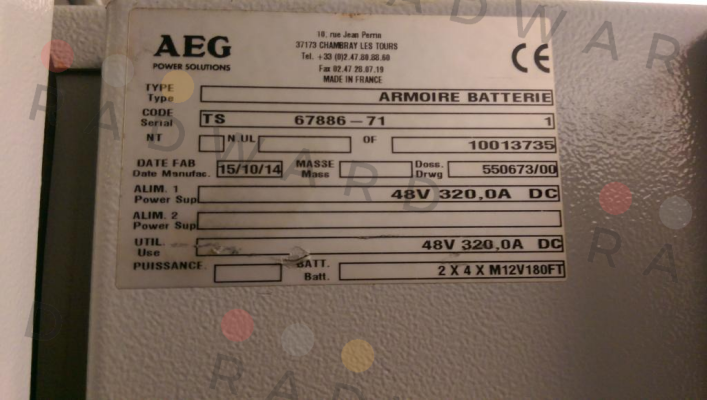 AEG
POWER SOLUTIONS
10, rue Jean Perrin
37173 CHAMBRAY LES TOURS
Tel. +33 (0)2.47.80.88.60
Fax 02.47.28.87.19
MADE IN FRANCE
CE
TYPE
Type
ARMOIRE BATTERIE
CODE
Serial
TS 67886-71 1
NT N.UL OF 10013735
DATE FAB
Date Manufac.
15/10/14
MASSE
Mass
Doss.
Drwg
550673/00
ALIM. 1
Power Sup
48V 320,0A DC
ALIM. 2
Power Sup
UTIL.
Use
48V 320,0A DC
PUISSANCE
BATT.
Batt.
2 X 4 X M12V180FT
RADWARD
RADWARD
RADWARD